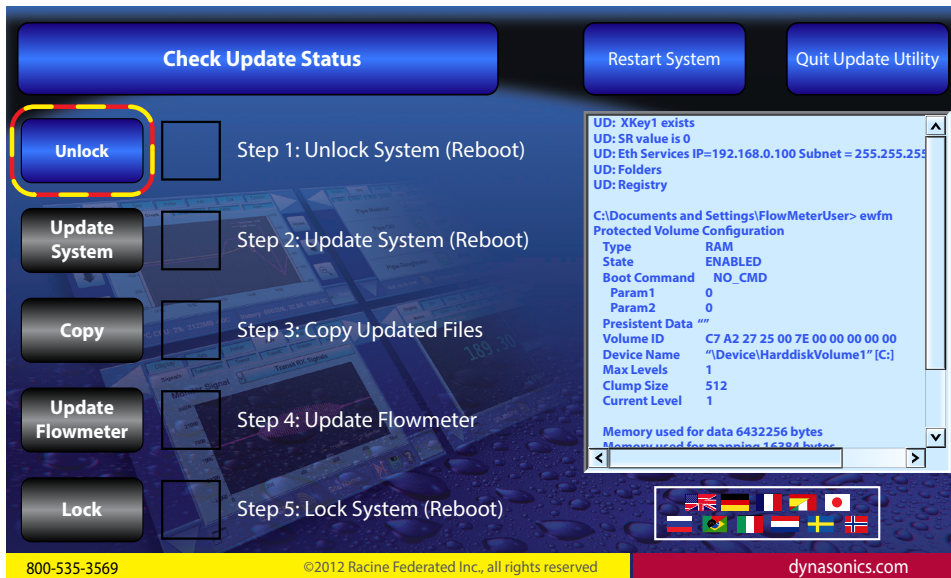 Check Update Status
Restart System
Quit Update Utility
Unlock
Step 1: Unlock System (Reboot)
Update
System
Step 2: Update System (Reboot)
Copy
Step 3: Copy Updated Files
Update
Flowmeter
Step 4: Update Flowmeter
Lock
Step 5: Lock System (Reboot)
UD: XKey1 exists
UD: SR value is 0
UD: Eth Services IP=192.168.0.100 Subnet = 255.255.255
UD: Folders
UD: Registry
C:\Documents and Settings\FlowMeterUser> ewfm
Protected Volume Configuration
Type RAM
State ENABLED
Boot Command NO_CMD
Param1 0
Param2 0
Presistent Data “”
Volume ID C7 A2 27 25 00 7E 00 00 00 00 00
Device Name “\Device\HarddiskVolume1” [C:]
Max Levels 1
Clump Size 512
Current Level 1
Memory used for data 6432256 bytes
Memory used for mapping 16384 bytes
800-535-3569
©2012 Racine Federated Inc., all rights reserved
dynasonics.com